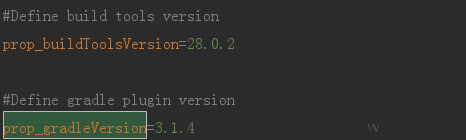 #Define build tools version
prop_buildToolsVersion=28.0.2
#Define gradle plugin version
prop_gradleVersion=3.1.4
W